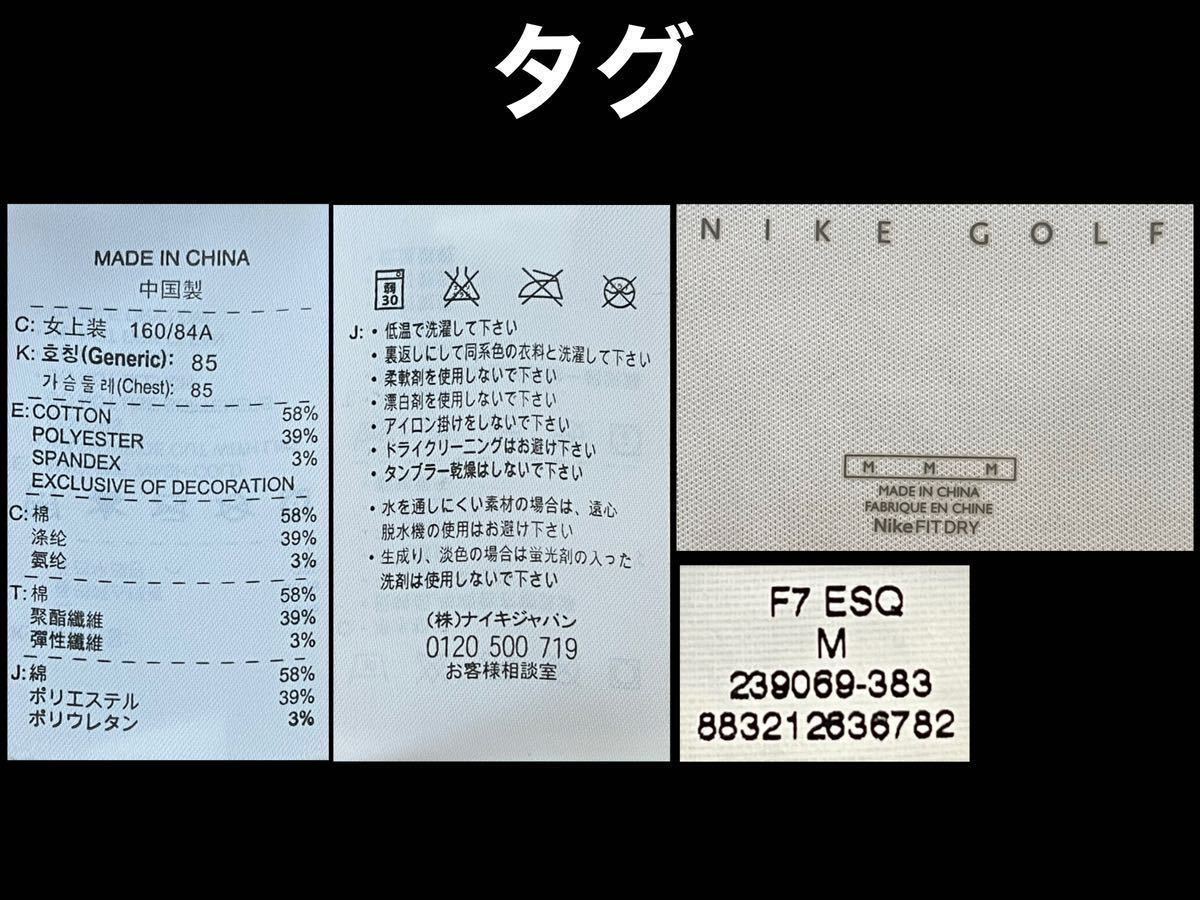 タグ
MADE IN CHINA
中国製
C: 女上装 160/84A
K: 호칭(Generic): 85
가슴둘레(Chest): 85
E: COTTON 58%
POLYESTER 39%
SPANDEX 3%
EXCLUSIVE OF DECORATION
C: 棉 58%
涤纶 39%
氨纶 3%
T: 棉 58%
聚酯纖維 39%
彈性纖維 3%
J: 綿 58%
ポリエステル 39%
ポリウレタン 3%
弱
30
J: ・低温で洗濯して下さい
・裏返しにして同系色の衣料と洗濯して下さい
・柔軟剤を使用しないで下さい
・漂白剤を使用しないで下さい
・アイロン掛けをしないで下さい
・ドライクリーニングはお避け下さい
・タンブラー乾燥はしないで下さい
・水を通しにくい素材の場合は、遠心
脱水機の使用はお避け下さい
・生成り、淡色の場合は蛍光剤の入った
洗剤は使用しないで下さい
(株)ナイキジャパン
0120 500 719
お客様相談室
NIKE GOLF
M M M
MADE IN CHINA
FABRIQUE EN CHINE
NikeFIT DRY
F7 ESQ
M
239069-383
883212636782